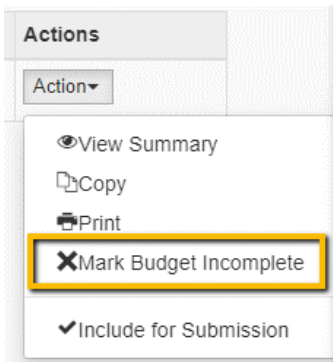 Actions
Action
View Summary
Copy
Print
Mark Budget Incomplete
Include for Submission